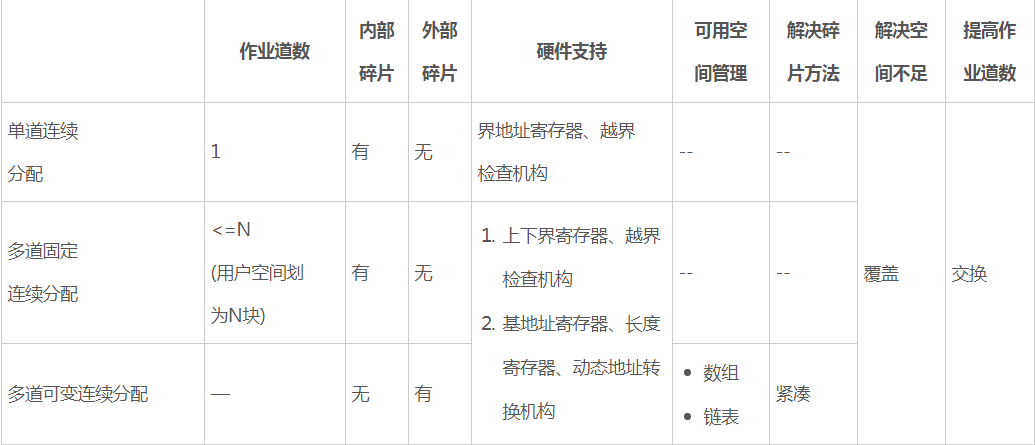 作业道数
内部
碎片
外部
碎片
硬件支持
可用空
间管理
解决碎
片方法
解决空
间不足
提高作
业道数
单道连续
分配
1
有
无
界地址寄存器、越界
检查机构
--
--
覆盖
交换
多道固定
连续分配
<=N
(用户空间划
为N块)
有
无
1. 上下界寄存器、越界
检查机构
2. 基地址寄存器、长度
寄存器、动态地址转
换机构
--
--
多道可变连续分配
—
无
有
• 数组
• 链表
紧凑